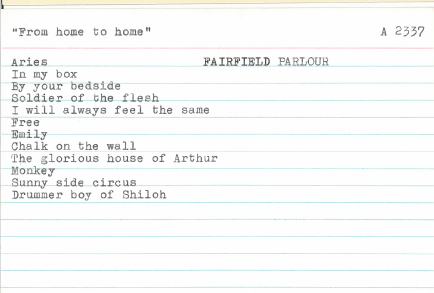 "From home to home" A 2337
Aries FAIRFIELD PARLOUR
In my box
By your bedside
Soldier of the flesh
I will always feel the same
Free
Emily
Chalk on the wall
The glorious house of Arthur
Monkey
Sunny side circus
Drummer boy of Shiloh